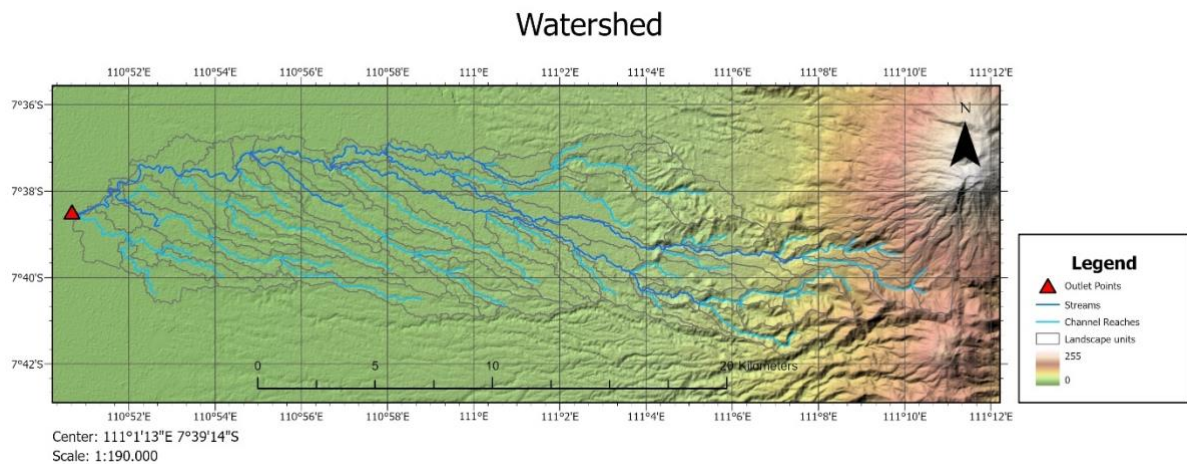 Watershed
110°52'E 110°54'E 110°56'E 110°58'E 111°E 111°2'E 111°4'E 111°6'E 111°8'E 111°10'E 111°12'E
7°36'S
N
7°38'S
7°40'S
7°42'S
0 5 10 20 Kilometers
110°52'E 110°54'E 110°56'E 110°58'E 111°E 111°2'E 111°4'E 111°6'E 111°8'E 111°10'E 111°12'E
Center: 111°1'13"E 7°39'14"S
Scale: 1:190.000
Legend
Outlet Points
Streams
Channel Reaches
Landscape units
255
0